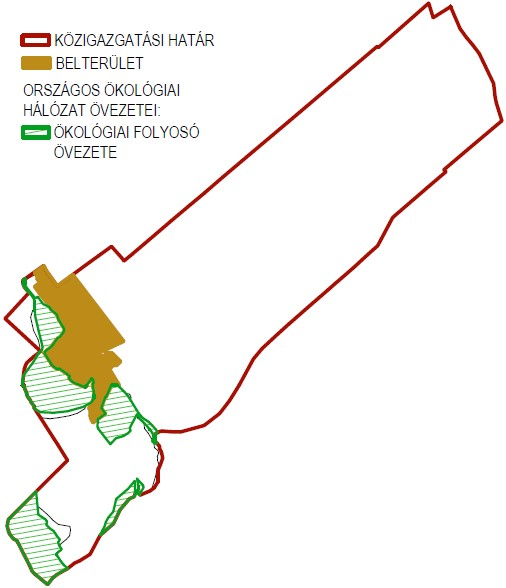 KÖZIGAZGATÁSI HATÁR
BELTERÜLET
ORSZÁGOS ÖKOLÓGIAI
HÁLÓZAT ÖVEZETEI:
ÖKOLÓGIAI FOLYOSÓ
ÖVEZETE